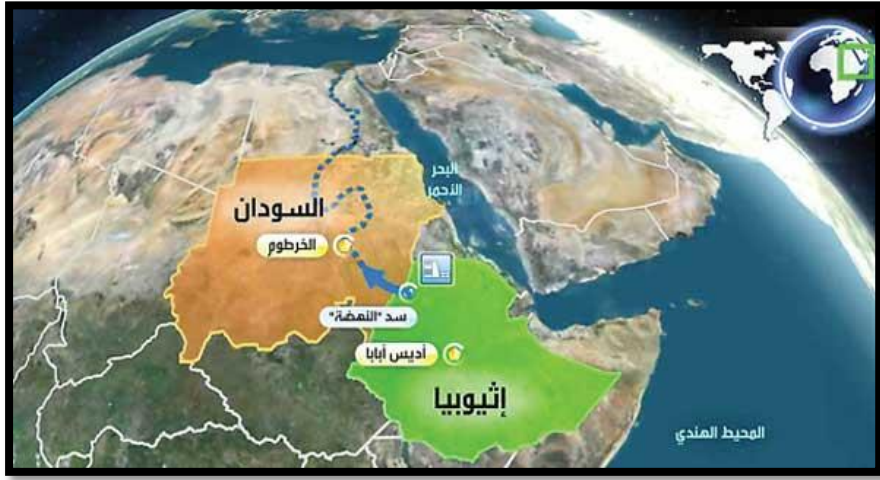 البحر
الأحمر
السودان
الخرطوم
سد "النهضة"
أديس أبابا
إثيوبيا
المحيط الهندي